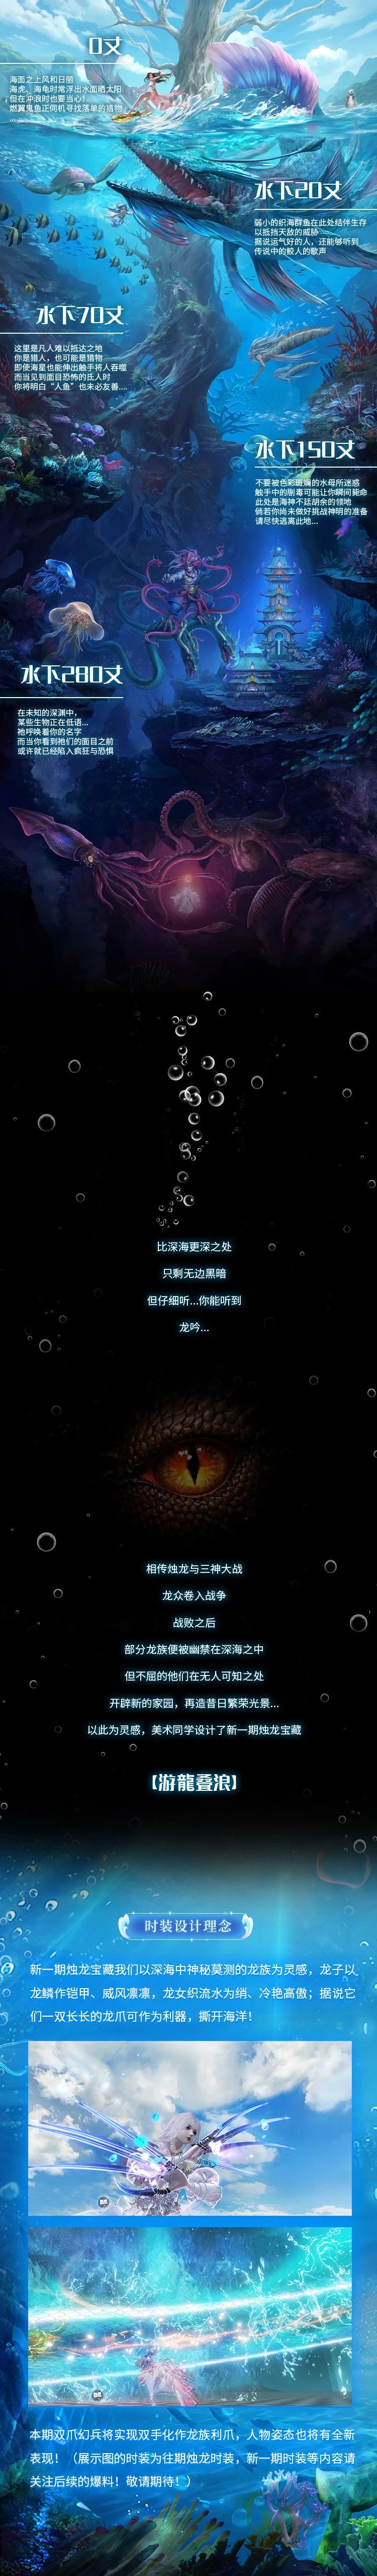 0丈
海面之上风和日丽
海虎、海龟时常浮出水面晒太阳
但在冲浪时也要当心！
燃翼鬼鱼正伺机寻找落单的猎物
......
水下20丈
弱小的织海群鱼在此处结伴生存
以抵挡天敌的威胁
据说运气好的人，还能够听到
传说中的鲛人的歌声
水下70丈
这里是凡人难以抵达之地
你是猎人，也可能是猎物
即使海星也能伸出触手将人吞噬
而当见到面目恐怖的氐人时
你将明白“人鱼”也未必友善....
水下150丈
不要被色彩斑斓的水母所迷惑
触手中的剧毒可能让你瞬间毙命
此处是海神不廷胡余的领地
倘若你尚未做好挑战神明的准备
请尽快逃离此地...
水下280丈
在未知的深渊中，
某些生物正在低语...
祂呼唤着你的名字
而当你看到祂们的面目之前
或许就已经陷入疯狂与恐惧
比深海更深之处
只剩无边黑暗
但仔细听...你能听到
龙吟...
相传烛龙与三神大战
龙众卷入战争
战败之后
部分龙族便被幽禁在深海之中
但不屈的他们在无人可知之处
开辟新的家园，再造昔日繁荣光景...
以此为灵感，美术同学设计了新一期烛龙宝藏
【游龍叠浪】
时装设计理念
新一期烛龙宝藏我们以深海中神秘莫测的龙族为灵感，龙子以
龙鳞作铠甲、威风凛凛，龙女织流水为绡、冷艳高傲；据说它
们一双长长的龙爪可作为利器，撕开海洋！
本期双爪幻兵将实现双手化作龙族利爪，人物姿态也将有全新
表现！（展示图的时装为往期烛龙时装，新一期时装等内容请
关注后续的爆料！敬请期待！）